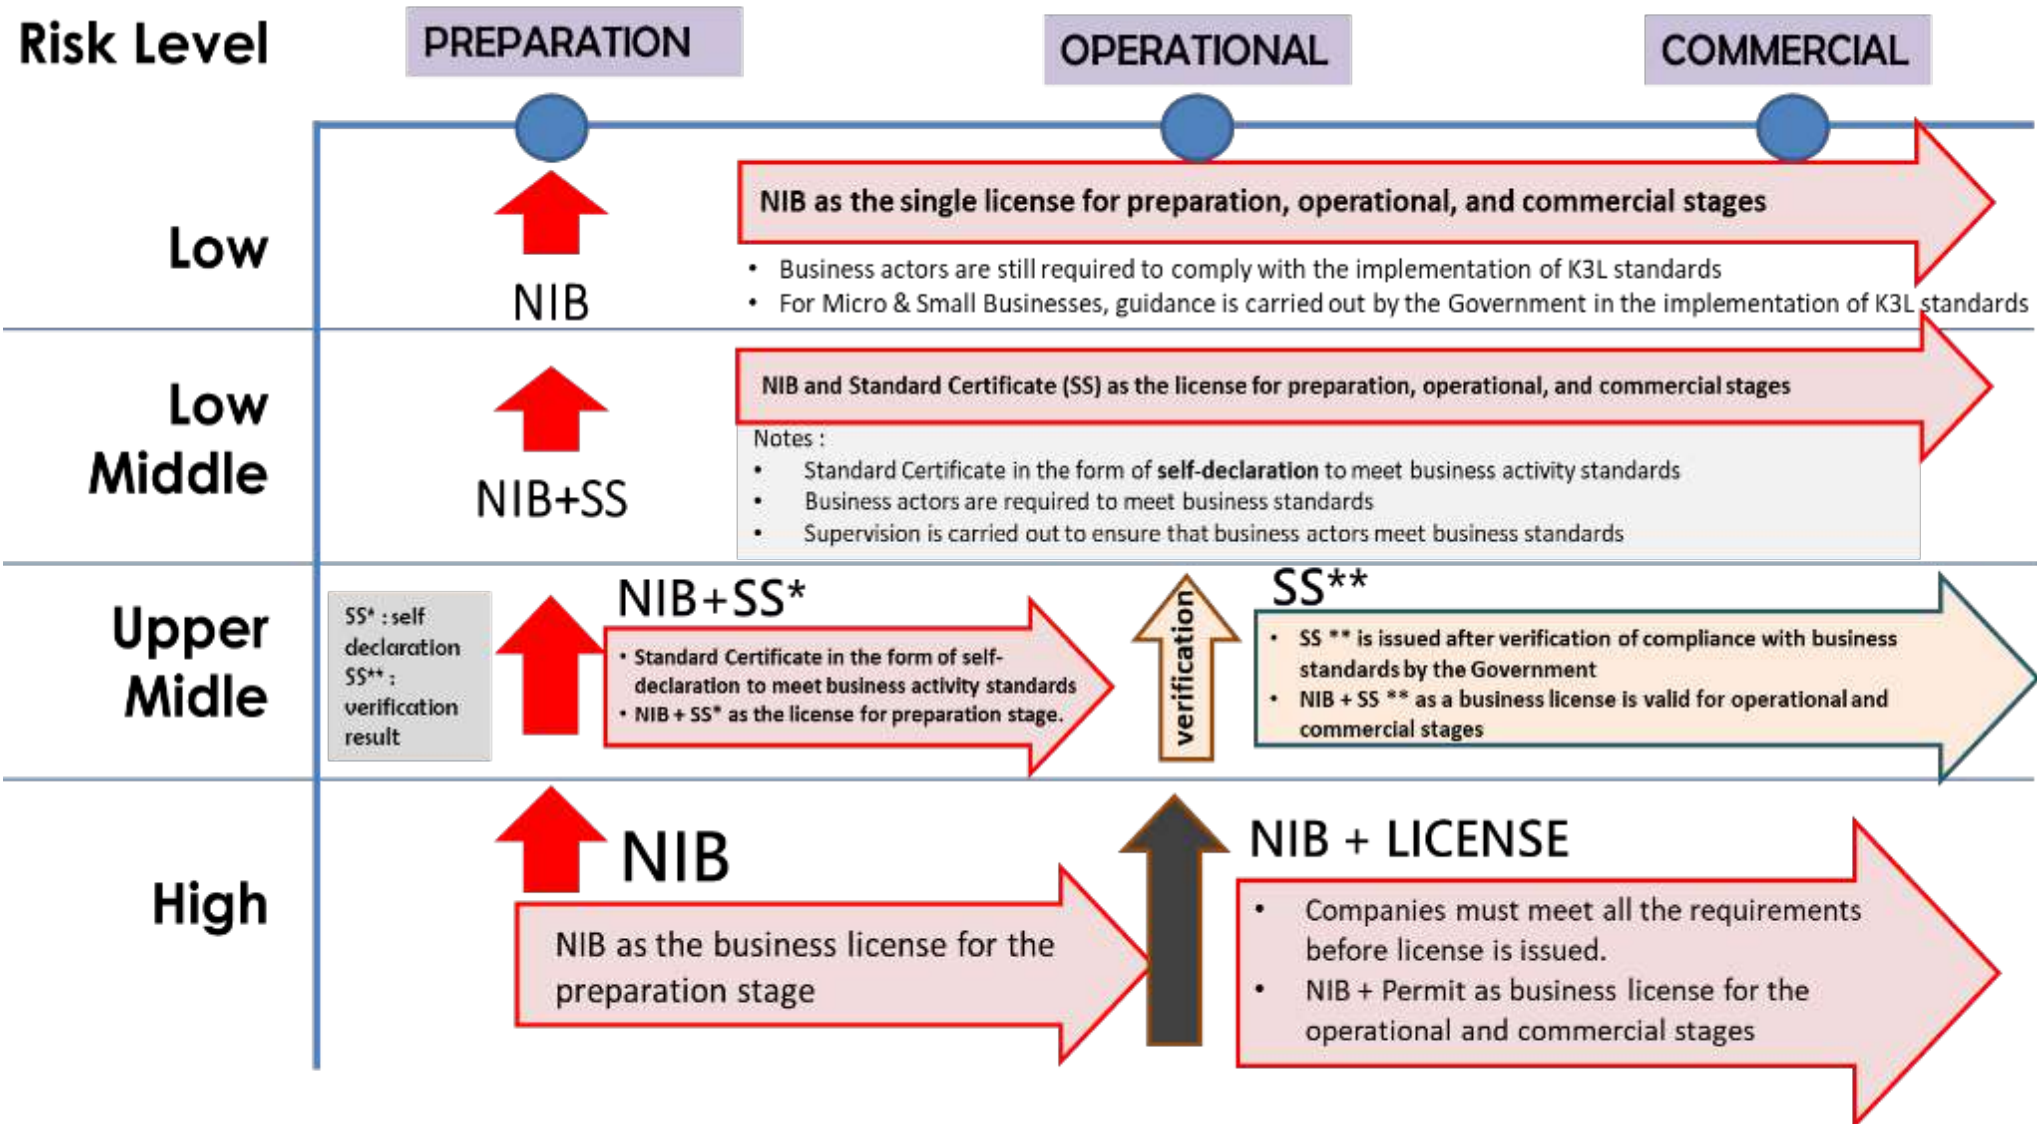 Risk Level
PREPARATION
OPERATIONAL
COMMERCIAL
Low
NIB
NIB as the single license for preparation, operational, and commercial stages
• Business actors are still required to comply with the implementation of K3L standards
• For Micro & Small Businesses, guidance is carried out by the Government in the implementation of K3L standards
Low
Middle
NIB+SS
NIB and Standard Certificate (SS) as the license for preparation, operational, and commercial stages
Notes :
• Standard Certificate in the form of self-declaration to meet business activity standards
• Business actors are required to meet business standards
• Supervision is carried out to ensure that business actors meet business standards
Upper
Midle
SS* : self
declaration
SS** :
verification
result
NIB+SS*
• Standard Certificate in the form of self-
declaration to meet business activity standards
• NIB + SS* as the license for preparation stage.
verification
SS**
• SS ** is issued after verification of compliance with business
standards by the Government
• NIB + SS ** as a business license is valid for operational and
commercial stages
High
NIB
NIB as the business license for the
preparation stage
NIB + LICENSE
• Companies must meet all the requirements
before license is issued.
• NIB + Permit as business license for the
operational and commercial stages